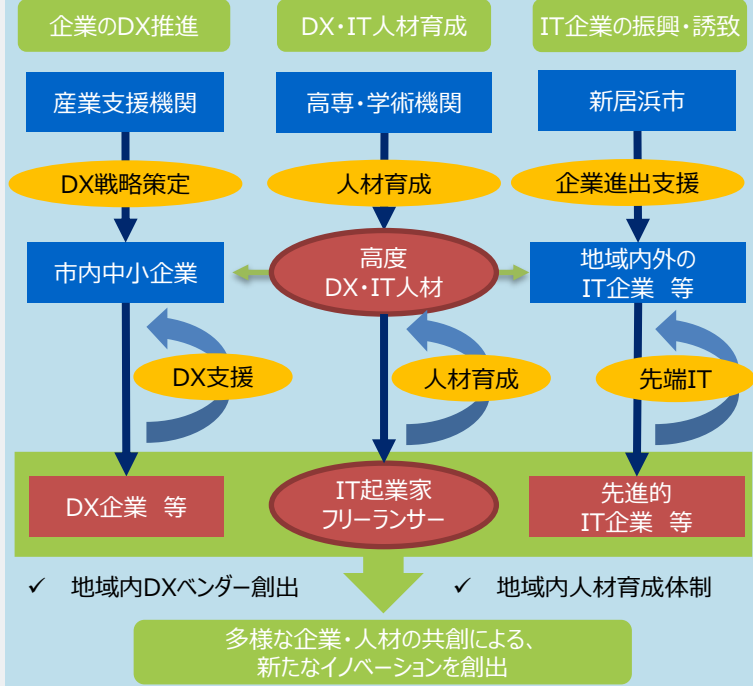 企業のDX推進
DX・IT人材育成
IT企業の振興・誘致
産業支援機関
高専・学術機関
新居浜市
DX戦略策定
人材育成
企業進出支援
市内中小企業
高度
DX・IT人材
地域内外の
IT企業 等
DX支援
人材育成
先端IT
DX企業 等
IT起業家
フリーランサー
先進的
IT企業 等
✓ 地域内DXベンダー創出
✓ 地域内人材育成体制
多様な企業・人材の共創による、
新たなイノベーションを創出